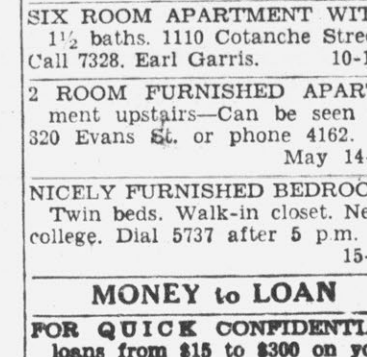 SIX ROOM APARTMENT WIT
1½ baths. 1110 Cotanche Stree
Call 7328. Earl Garris. 10-1
2 ROOM FURNISHED APAR
ment upstairs—Can be seen
320 Evans St. or phone 4162.
May 14-
NICELY FURNISHED BEDROO
Twin beds. Walk-in closet. Ne
college. Dial 5737 after 5 p.m.
15-
MONEY to LOAN
FOR QUICK CONFIDENTI
loans from $15 to $300 on yo